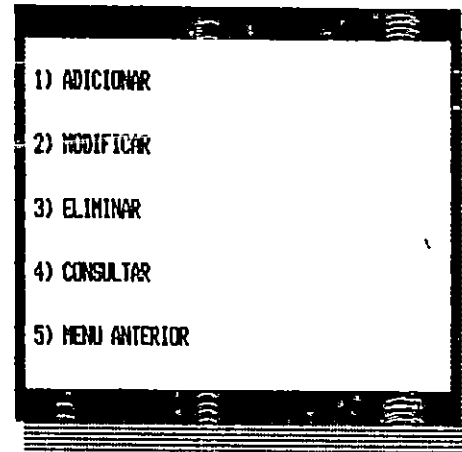 1) ADICIONAR
2) MODIFICAR
3) ELIMINAR
4) CONSULTAR
5) MENU ANTERIOR